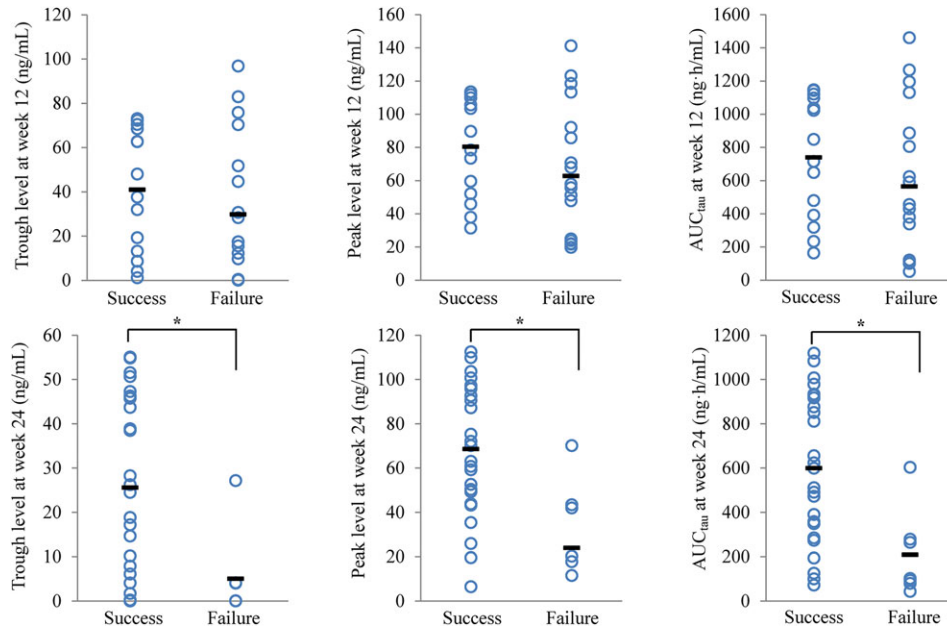 Trough level at week 12 (ng/mL)
120
100
80
60
40
20
0
Success
Failure
Peak level at week 12 (ng/mL)
160
140
120
100
80
60
40
20
0
Success
Failure
AUCtau at week 12 (ng·h/mL)
1600
1400
1200
1000
800
600
400
200
0
Success
Failure
Trough level at week 24 (ng/mL)
60
50
40
30
20
10
0
*
Success
Failure
Peak level at week 24 (ng/mL)
120
100
80
60
40
20
0
*
Success
Failure
AUCtau at week 24 (ng·h/mL)
1200
1000
800
600
400
200
0
*
Success
Failure